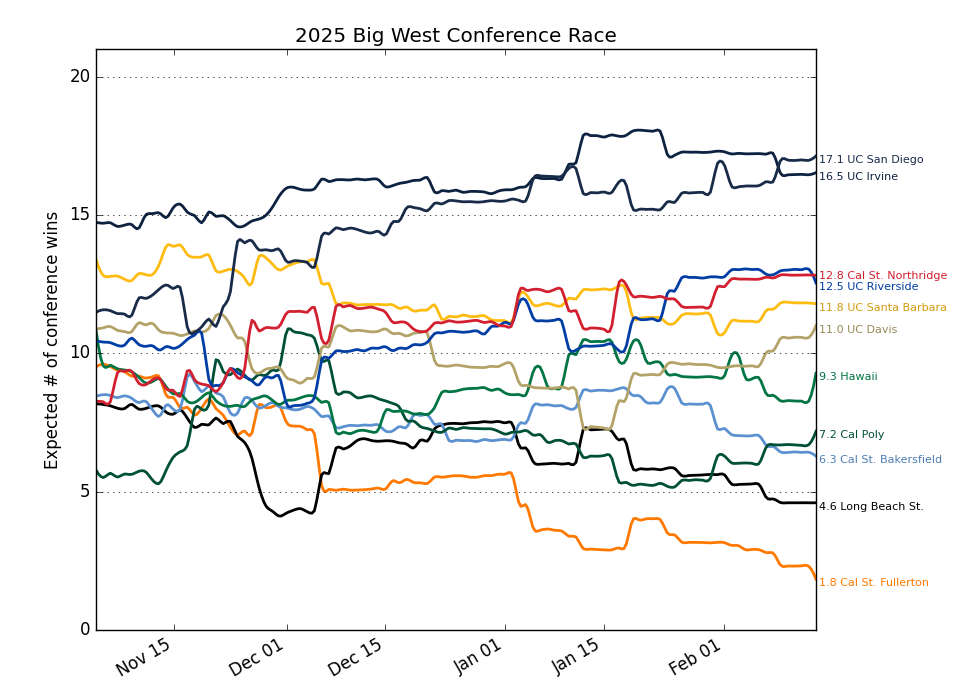 2025 Big West Conference Race
Expected # of conference wins
20
15
10
5
0
Nov 15
Dec 01
Dec 15
Jan 01
Jan 15
Feb 01
17.1 UC San Diego
16.5 UC Irvine
12.8 Cal St. Northridge
12.5 UC Riverside
11.8 UC Santa Barbara
11.0 UC Davis
9.3 Hawaii
7.2 Cal Poly
6.3 Cal St. Bakersfield
4.6 Long Beach St.
1.8 Cal St. Fullerton